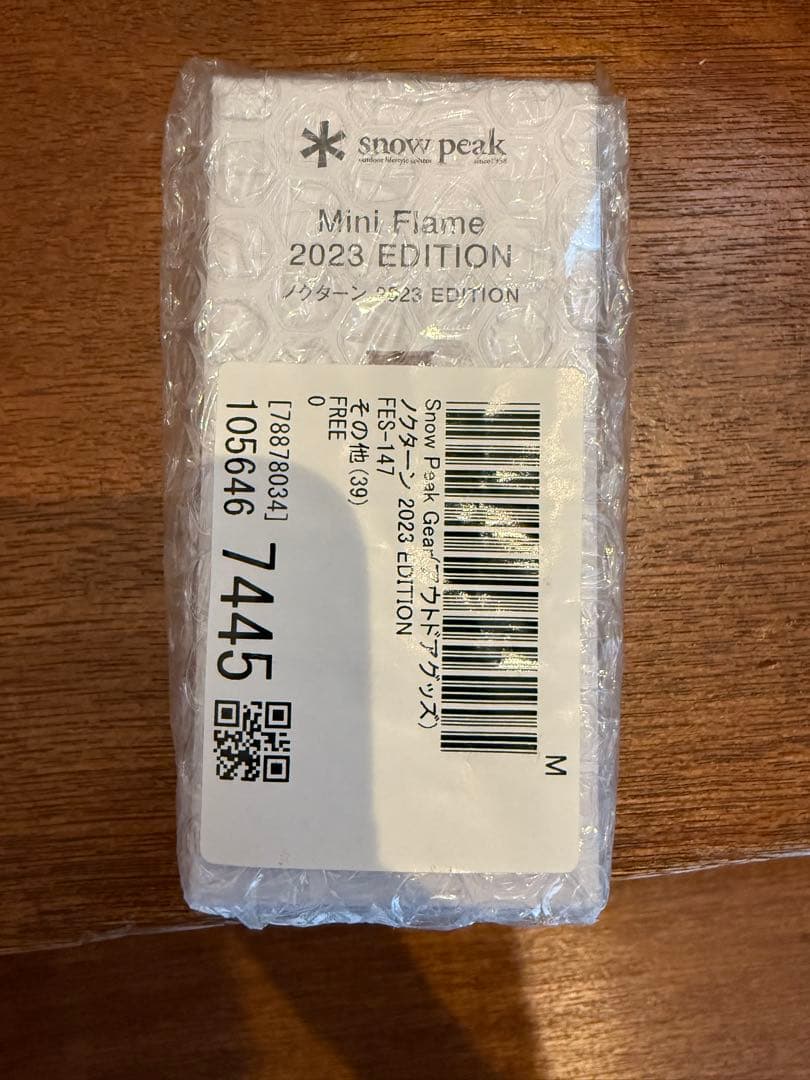 snow peak
outdoor lifestyle creator since1958
Mini Flame
2023 EDITION
ノクターン 2023 EDITION
M
Snow Peak Gear(アウトドアグッズ)
ノクターン 2023 EDITION
FES-147
その他(39)
FREE
0
[78878034]
105646 7445